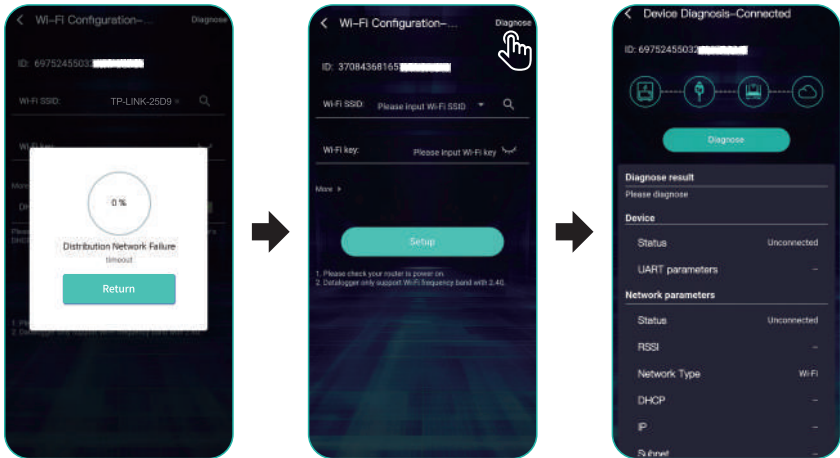 Wi-Fi Configuration-... Diagnose
ID: 69752455032
Wi-Fi SSID: TP-LINK-25D9
Wi-Fi key:
More
0 %
Distribution Network Failure
timeout
Return
Wi-Fi Configuration-... Diagnose
ID: 37084368165
Wi-Fi SSID: Please input Wi-Fi SSID
Wi-Fi key: Please input Wi-Fi key
More >
Setup
1. Please check your router is power on.
2. Datalogger only support Wi-Fi frequency band with 2.4G.
Device Diagnosis-Connected
ID: 69752455032
Diagnose
Diagnose result
Please diagnose
Device
Status Unconnected
UART parameters --
Network parameters
Status Unconnected
RSSI --
Network Type Wi-Fi
DHCP --
IP --
Subnet